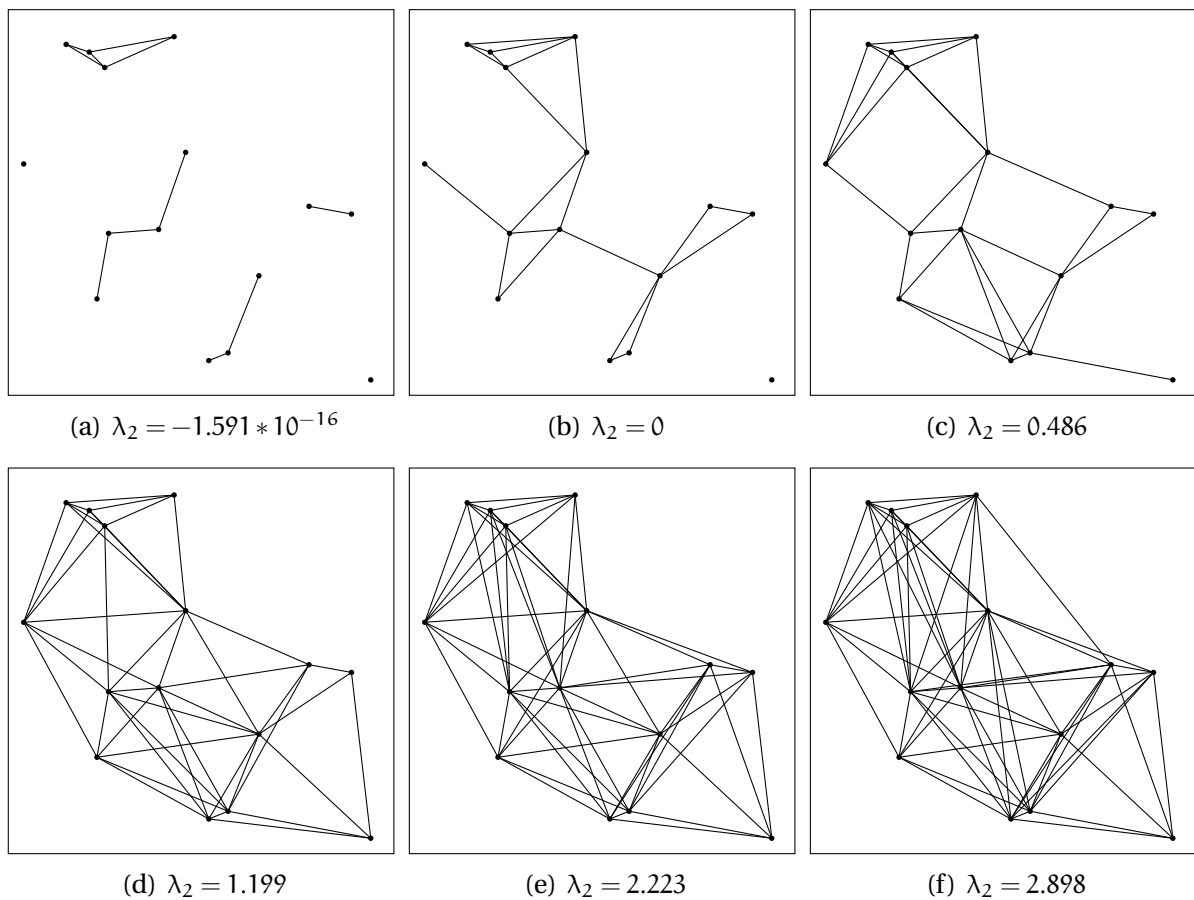 (a) λ₂ = −1.591 ∗ 10⁻¹⁶
(b) λ₂ = 0
(c) λ₂ = 0.486
(d) λ₂ = 1.199
(e) λ₂ = 2.223
(f) λ₂ = 2.898